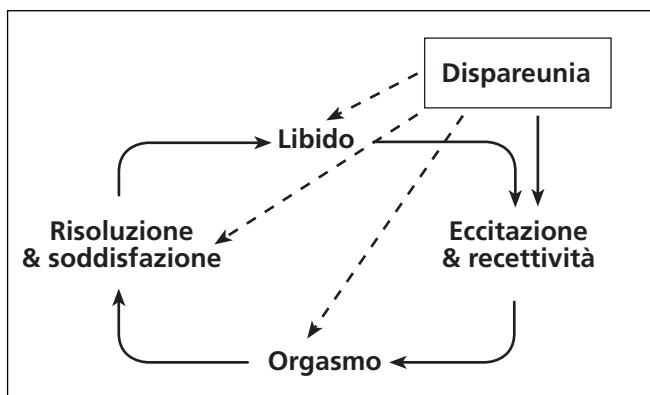 Dispareunia
Libido
Risoluzione
& soddisfazione
Eccitazione
& recettività
Orgasmo